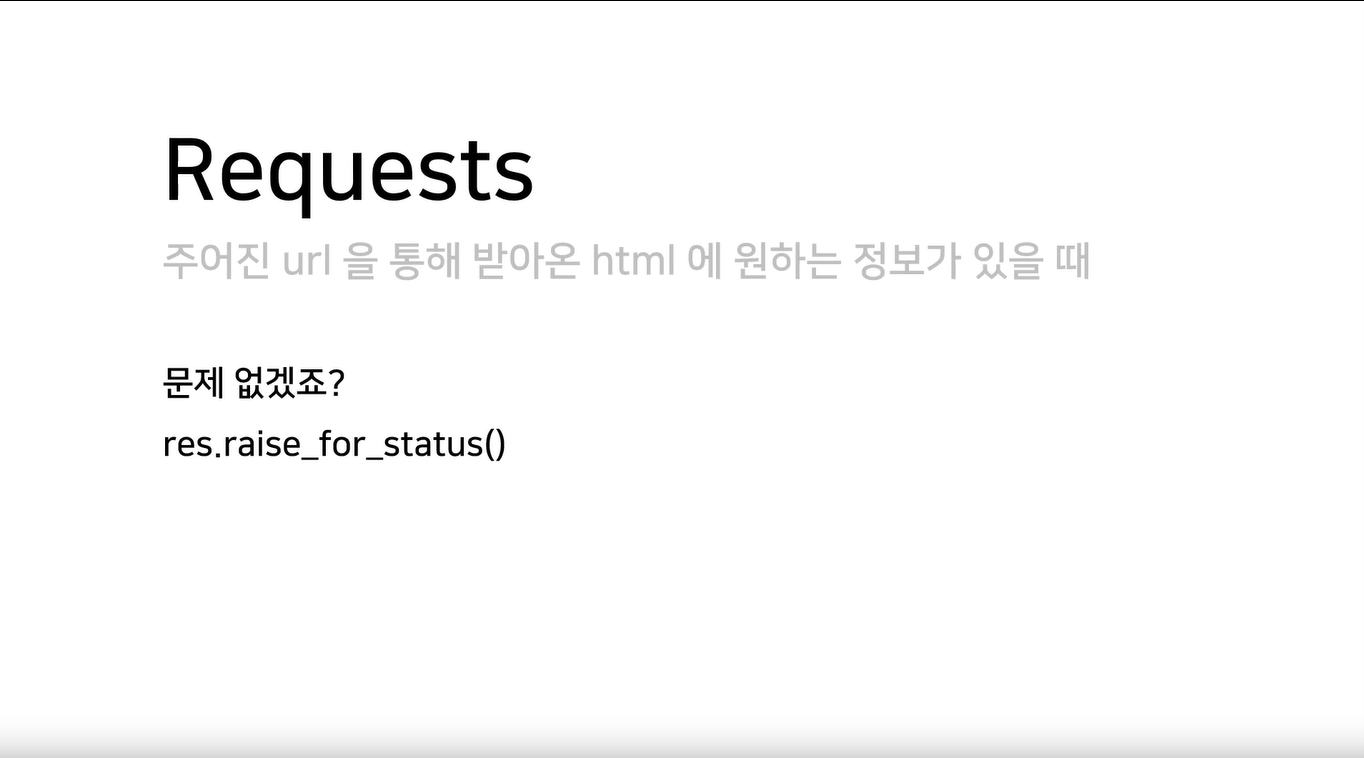 Requests
주어진 url 을 통해 받아온 html 에 원하는 정보가 있을 때
문제 없겠죠?
res.raise_for_status()